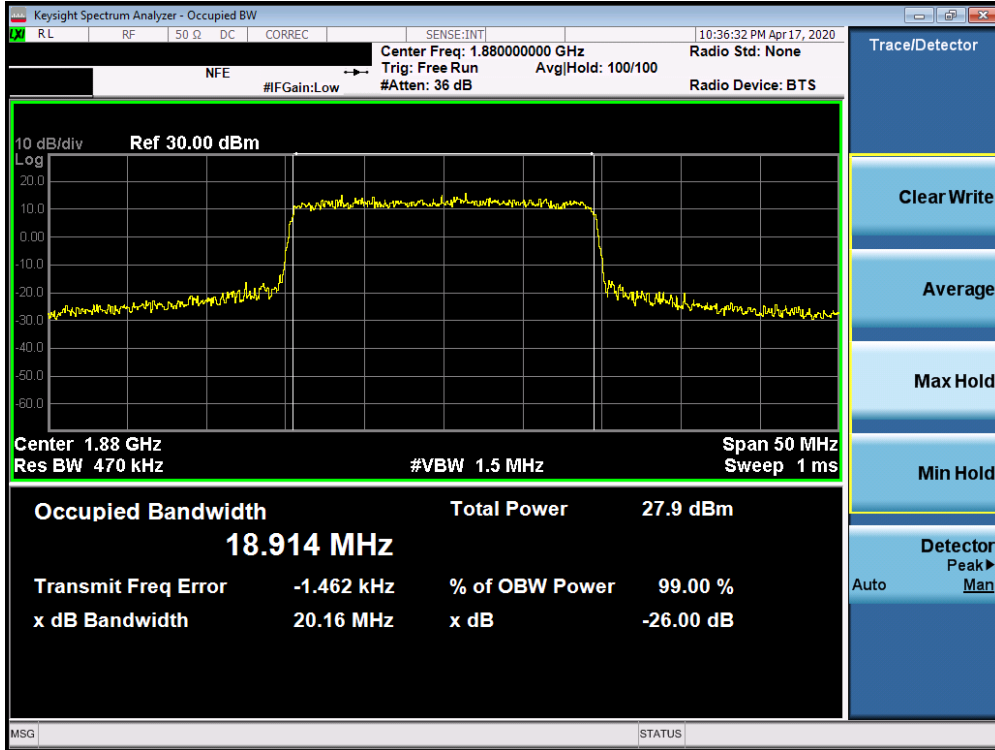 Keysight Spectrum Analyzer - Occupied BW
LXI RL RF 50 Ω DC CORREC SENSE:INT 10:36:32 PM Apr 17, 2020
Center Freq: 1.880000000 GHz Radio Std: None
NFE Trig: Free Run Avg|Hold: 100/100
#IFGain:Low #Atten: 36 dB Radio Device: BTS
10 dB/div Ref 30.00 dBm
Log
20.0
10.0
0.00
-10.0
-20.0
-30.0
-40.0
-50.0
-60.0
Center 1.88 GHz Span 50 MHz
Res BW 470 kHz #VBW 1.5 MHz Sweep 1 ms
Occupied Bandwidth Total Power 27.9 dBm
18.914 MHz
Transmit Freq Error -1.462 kHz % of OBW Power 99.00 %
x dB Bandwidth 20.16 MHz x dB -26.00 dB
MSG STATUS
Trace/Detector
Clear Write
Average
Max Hold
Min Hold
Detector
Peak▶
Auto Man